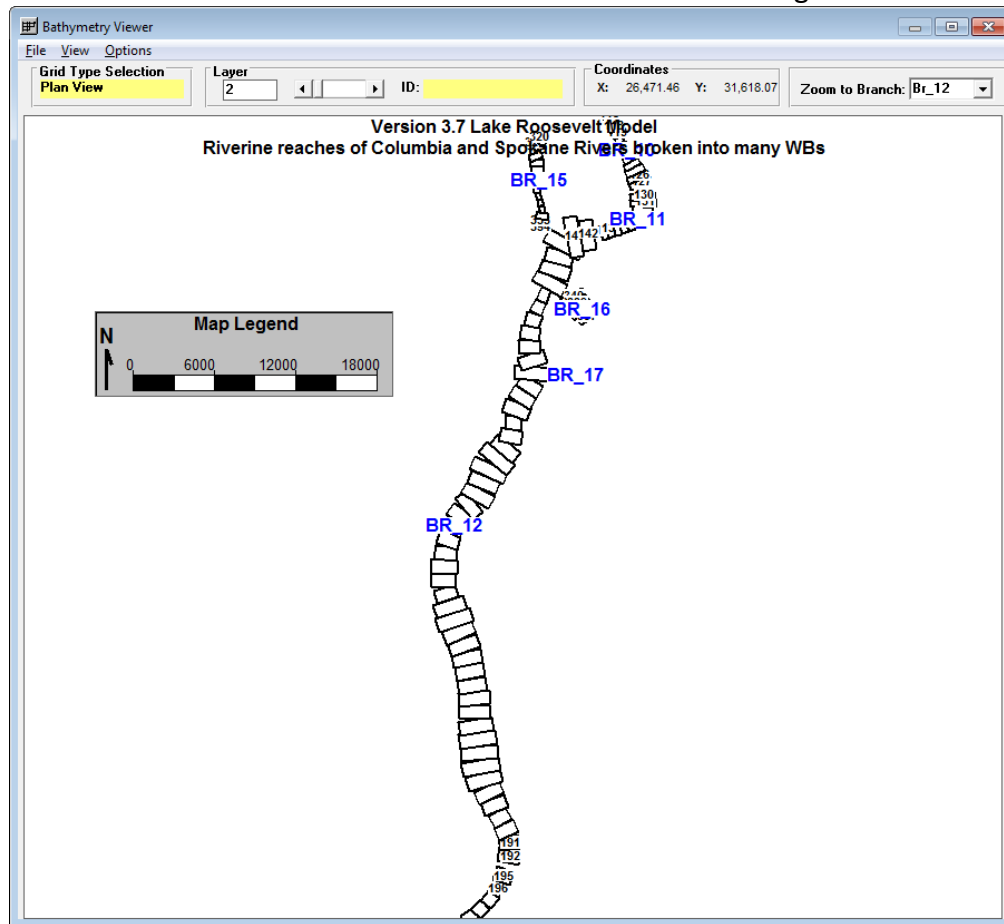 Bathymetry Viewer
File View Options
Grid Type Selection
Plan View
Layer
2
ID:
Coordinates
X: 26,471.46 Y: 31,618.07
Zoom to Branch: Br_12
Version 3.7 Lake Roosevelt Model
Riverine reaches of Columbia and Spokane Rivers broken into many WBs
320
BR_10
BR_15
130
BR_11
142
BR_16
Map Legend
N
0 6000 12000 18000
BR_17
BR_12
191
192
195
196